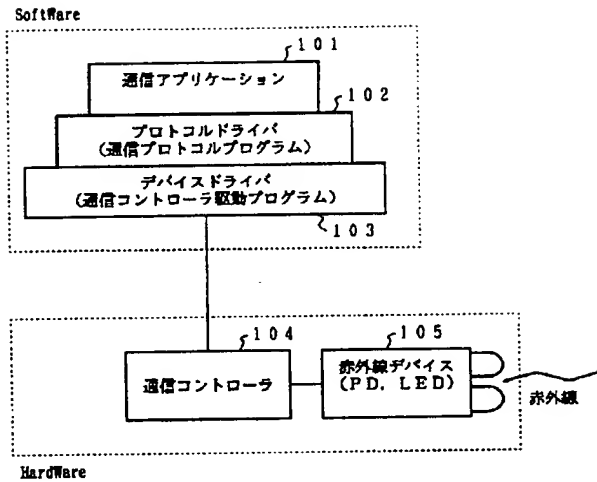 SoftWare
101
通信アプリケーション
102
プロトコルドライバ
(通信プロトコルプログラム)
デバイスドライバ
(通信コントローラ駆動プログラム)
103
104
105
通信コントローラ
赤外線デバイス
(PD, LED)
赤外線
HardWare